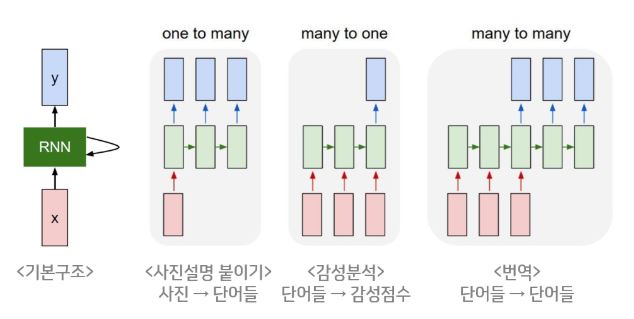 one to many
many to one
many to many
y
RNN
x
<기본구조>
<사진설명 붙이기>
사진 → 단어들
<감성분석>
단어들 → 감성점수
<번역>
단어들 → 단어들